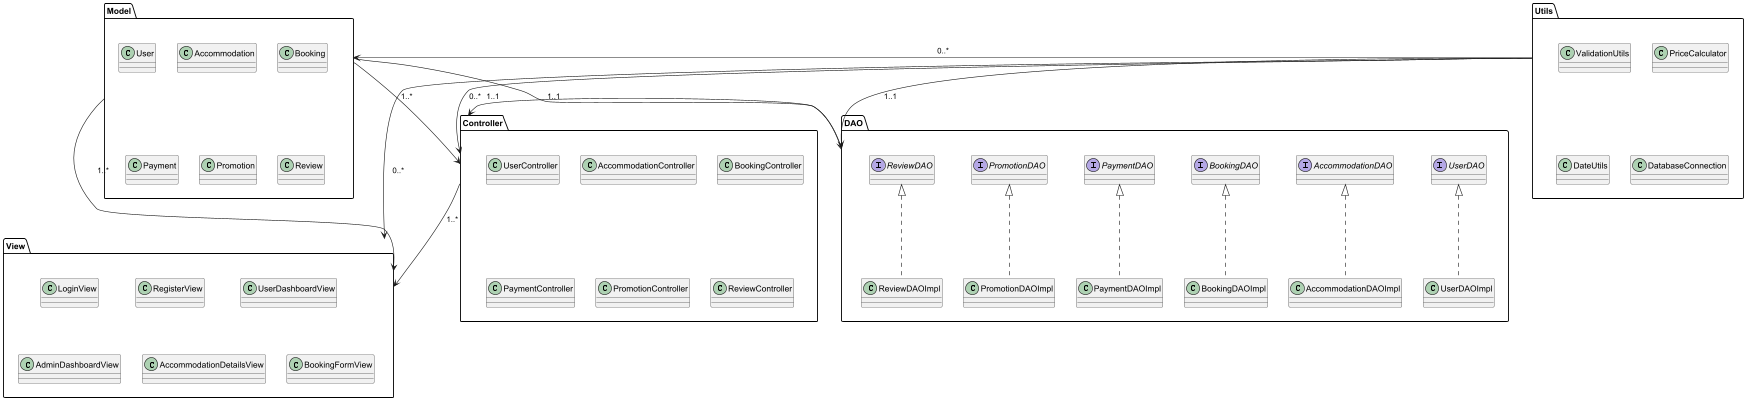 Model
Utils
C User
C Accommodation
C Booking
0..*
C ValidationUtils
C PriceCalculator
1..*
0..*
1..1
1..1
1..1
Controller
DAO
C Payment
C Promotion
C Review
1..*
0..*
C UserController
C AccommodationController
C BookingController
I ReviewDAO
I PromotionDAO
I PaymentDAO
I BookingDAO
I AccommodationDAO
I UserDAO
C DateUtils
C DatabaseConnection
1..*
View
C LoginView
C RegisterView
C UserDashboardView
C PaymentController
C PromotionController
C ReviewController
C ReviewDAOImpl
C PromotionDAOImpl
C PaymentDAOImpl
C BookingDAOImpl
C AccommodationDAOImpl
C UserDAOImpl
C AdminDashboardView
C AccommodationDetailsView
C BookingFormView